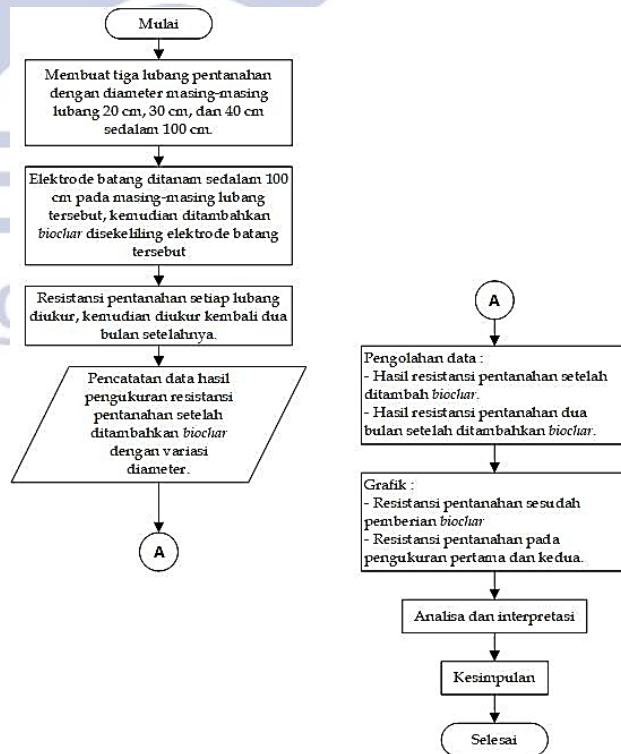 Mulai
Membuat tiga lubang pentanahan
dengan diameter masing-masing
lubang 20 cm, 30 cm, dan 40 cm
sedalam 100 cm.
Elektrode batang ditanam sedalam 100
cm pada masing-masing lubang
tersebut, kemudian ditambahkan
biochar disekeliling elektrode batang
tersebut
Resistansi pentanahan setiap lubang
diukur, kemudian diukur kembali dua
bulan setelahnya.
Pencatatan data hasil
pengukuran resistansi
pentanahan setelah
ditambahkan biochar
dengan variasi
diameter.
A
A
Pengolahan data :
- Hasil resistansi pentanahan setelah
ditambah biochar.
- Hasil resistansi pentanahan dua
bulan setelah ditambahkan biochar.
Grafik :
- Resistansi pentanahan sesudah
pemberian biochar
- Resistansi pentanahan pada
pengukuran pertama dan kedua.
Analisa dan interpretasi
Kesimpulan
Selesai